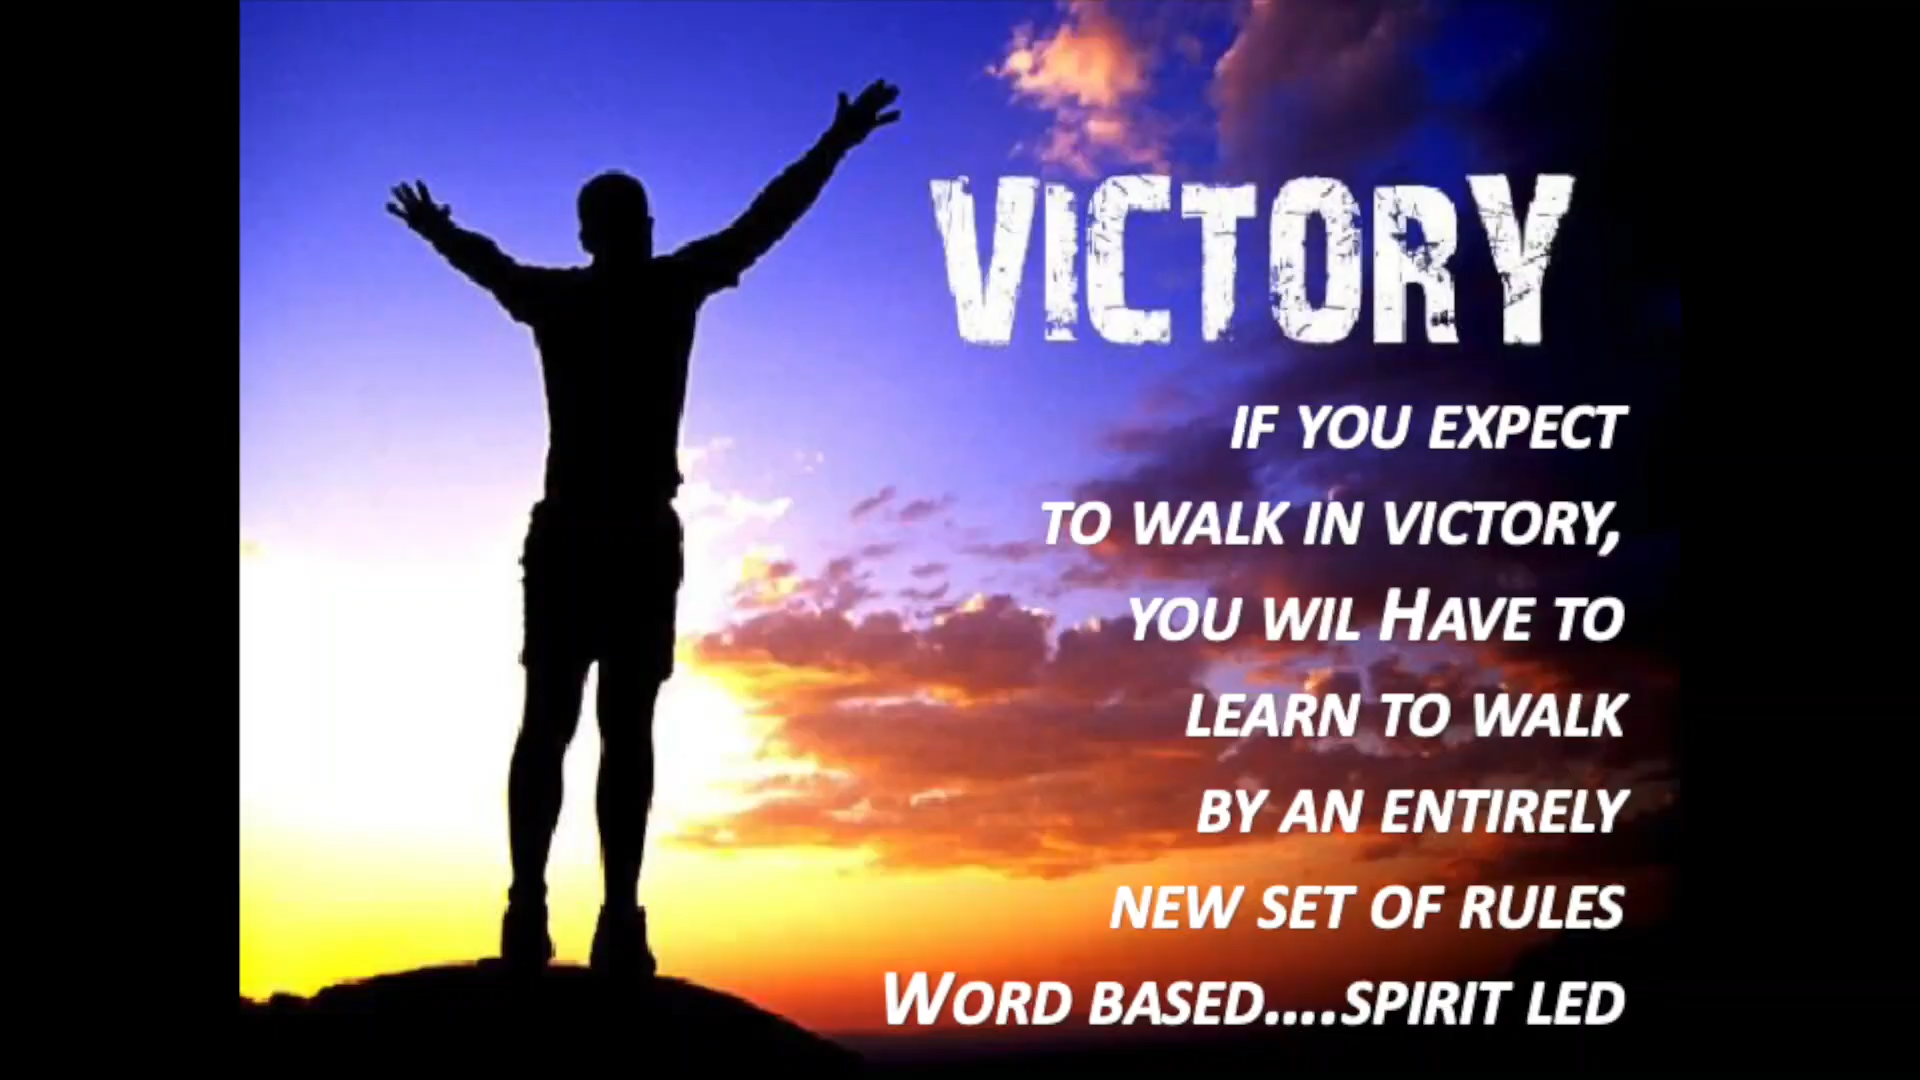 VICTORY
IF YOU EXPECT
TO WALK IN VICTORY,
YOU WIL HAVE TO
LEARN TO WALK
BY AN ENTIRELY
NEW SET OF RULES
WORD BASED....SPIRIT LED